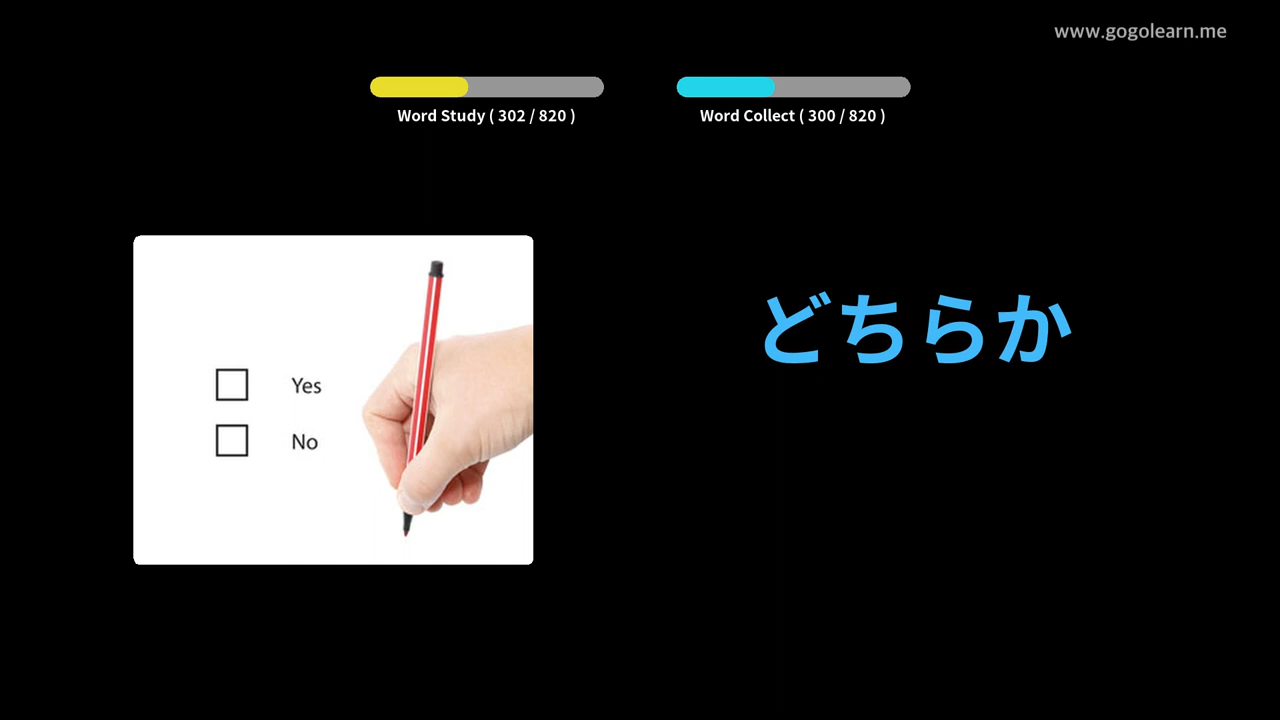 www.gogolearn.me
Word Study ( 302 / 820 )
Word Collect ( 300 / 820 )
どちらか
Yes
No